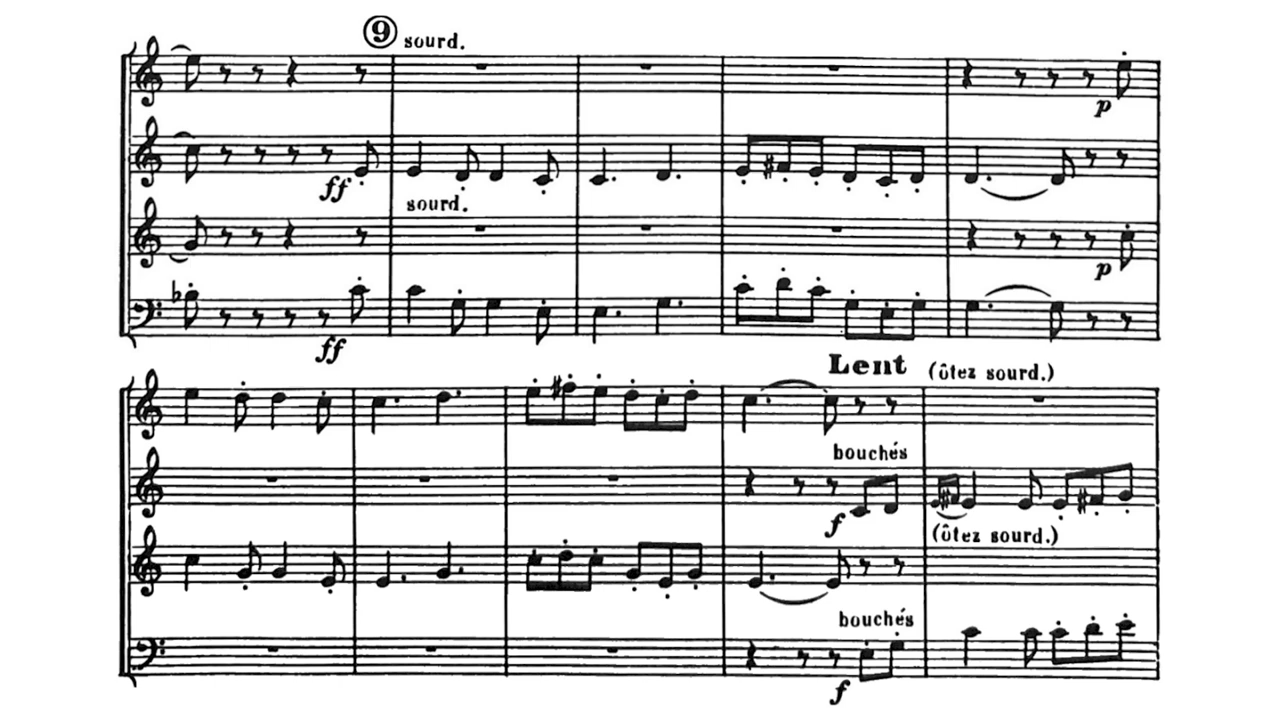 9 sourd.
ff
sourd.
p
p
ff
Lent (ôtez sourd.)
bouchés
f
(ôtez sourd.)
bouchés
f